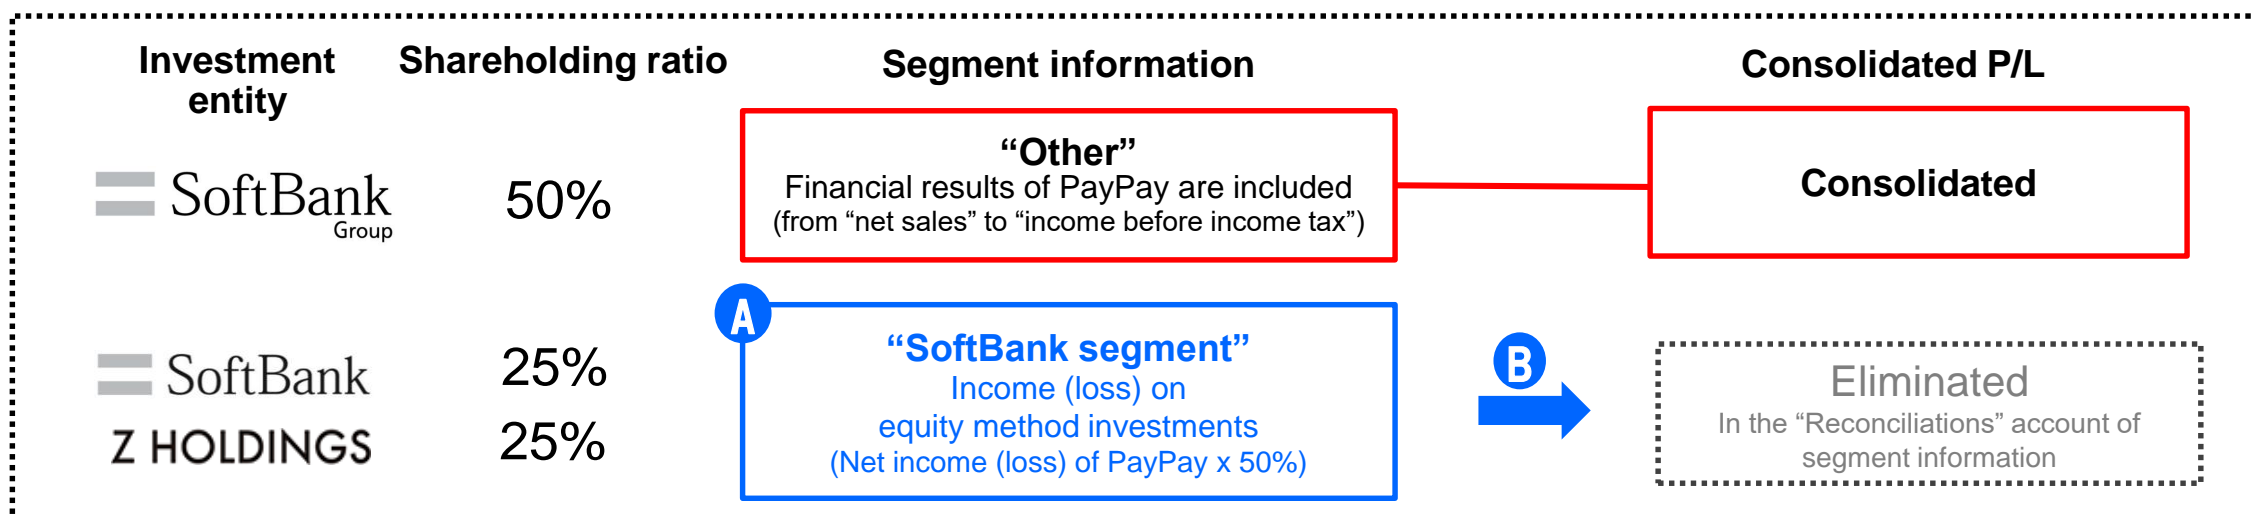 Investment
entity
Shareholding ratio
Segment information
Consolidated P/L
SoftBank
Group
50%
“Other”
Financial results of PayPay are included
(from “net sales” to “income before income tax”)
Consolidated
SoftBank
25%
Z HOLDINGS
25%
A
“SoftBank segment”
Income (loss) on
equity method investments
(Net income (loss) of PayPay x 50%)
B
Eliminated
In the “Reconciliations” account of
segment information